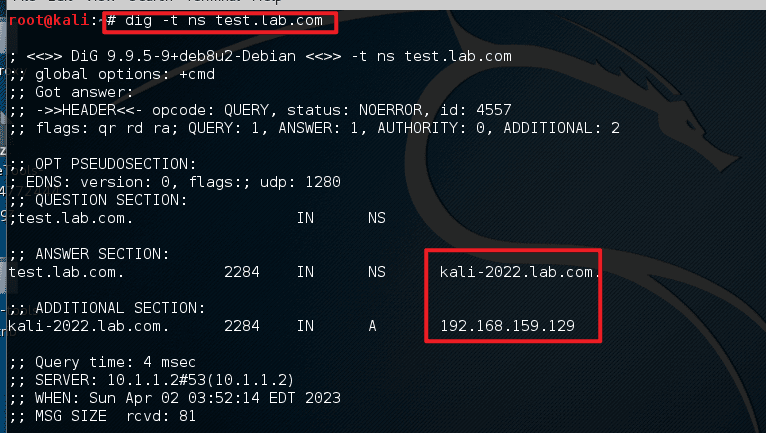 root@kali:~# dig -t ns test.lab.com
; <<>> DiG 9.9.5-9+deb8u2-Debian <<>> -t ns test.lab.com
;; global options: +cmd
;; Got answer:
;; ->>HEADER<<- opcode: QUERY, status: NOERROR, id: 4557
;; flags: qr rd ra; QUERY: 1, ANSWER: 1, AUTHORITY: 0, ADDITIONAL: 2
;; OPT PSEUDOSECTION:
; EDNS: version: 0, flags:; udp: 1280
;; QUESTION SECTION:
;test.lab.com. IN NS
;; ANSWER SECTION:
test.lab.com. 2284 IN NS kali-2022.lab.com.
;; ADDITIONAL SECTION:
kali-2022.lab.com. 2284 IN A 192.168.159.129
;; Query time: 4 msec
;; SERVER: 10.1.1.2#53(10.1.1.2)
;; WHEN: Sun Apr 02 03:52:14 EDT 2023
;; MSG SIZE rcvd: 81